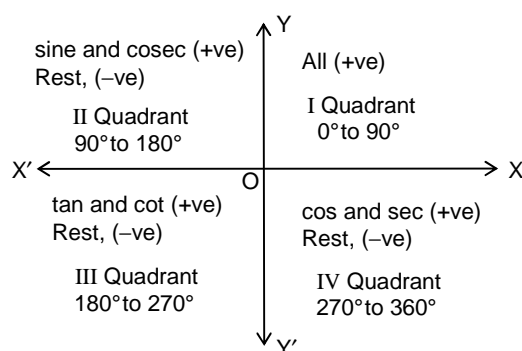 Y
sine and cosec (+ve)
Rest, (−ve)
II Quadrant
90°to 180°
All (+ve)
I Quadrant
0°to 90°
X′
O
X
tan and cot (+ve)
Rest, (−ve)
III Quadrant
180°to 270°
cos and sec (+ve)
Rest, (−ve)
IV Quadrant
270°to 360°
Y′